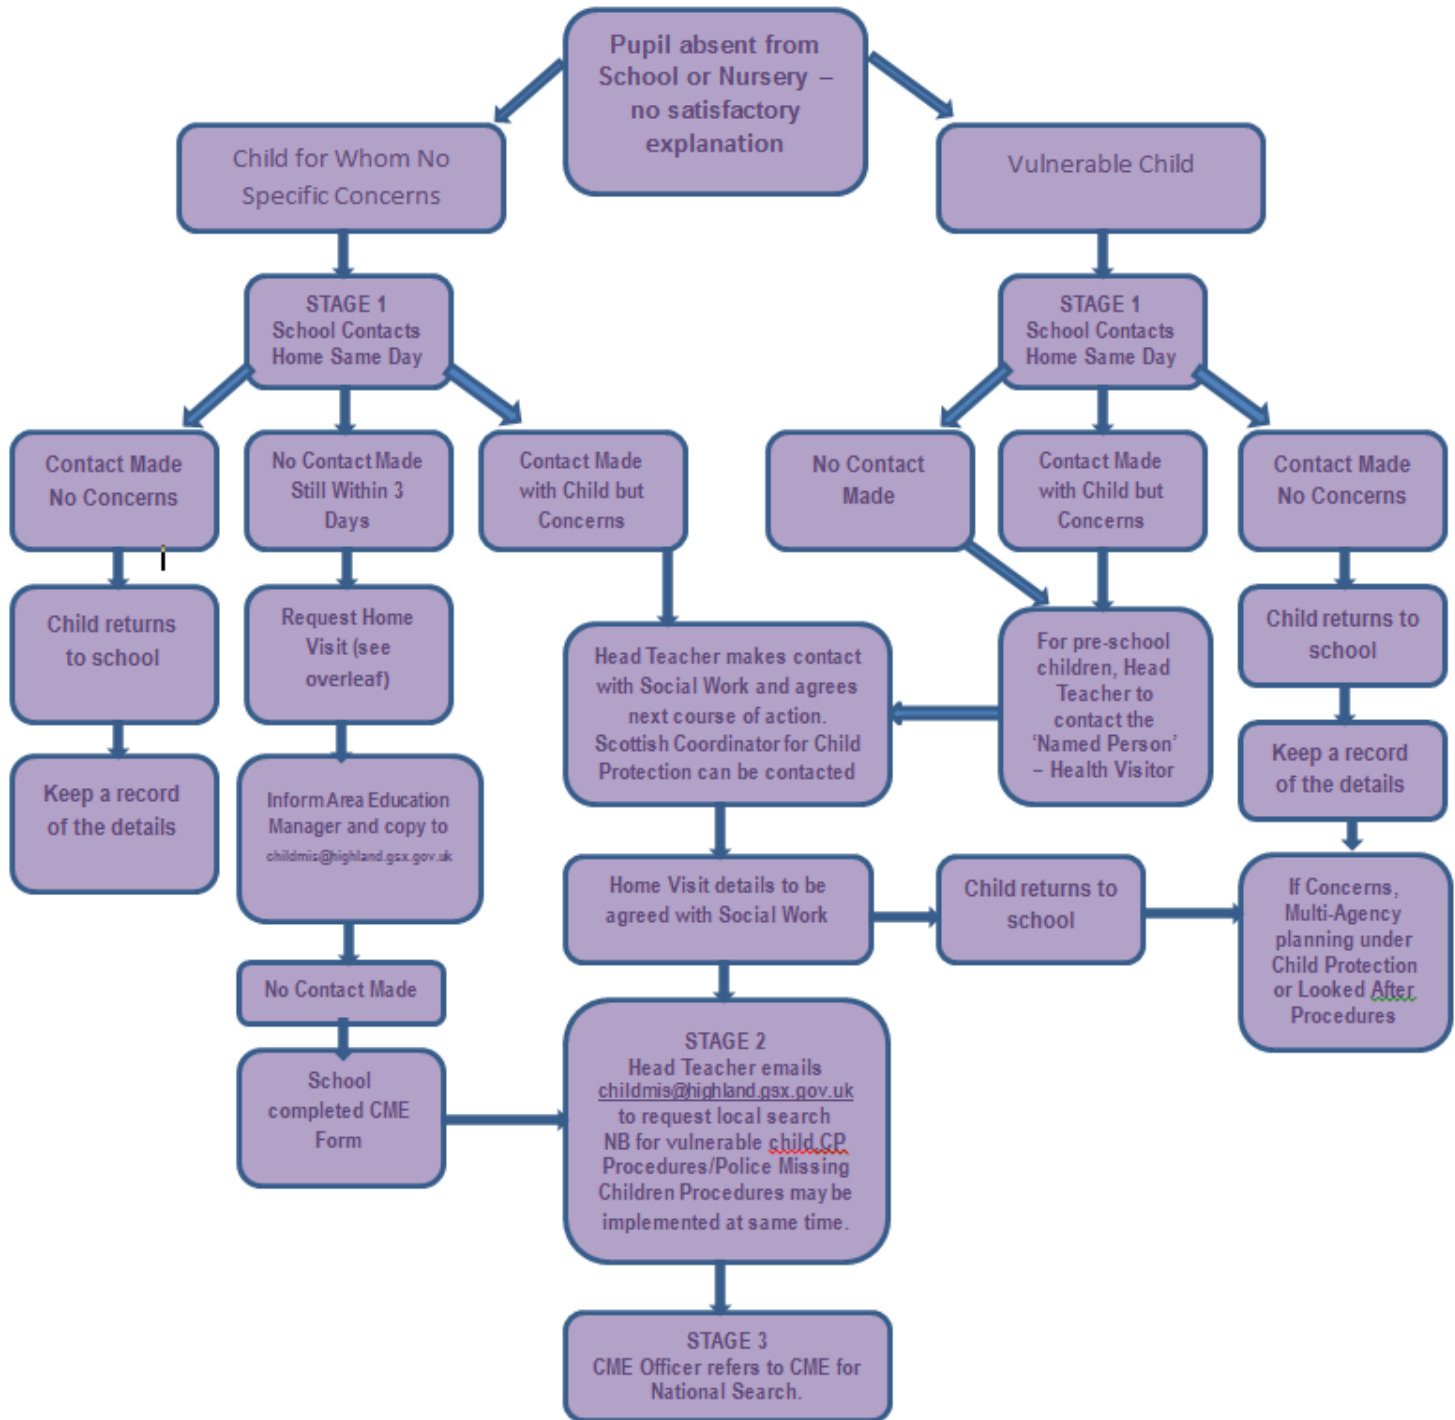 Pupil absent from
School or Nursery –
no satisfactory
explanation
Child for Whom No
Specific Concerns
Vulnerable Child
STAGE 1
School Contacts
Home Same Day
STAGE 1
School Contacts
Home Same Day
Contact Made
No Concerns
No Contact Made
Still Within 3
Days
Contact Made
with Child but
Concerns
No Contact
Made
Contact Made
with Child but
Concerns
Contact Made
No Concerns
Child returns
to school
Request Home
Visit (see
overleaf)
Head Teacher makes contact
with Social Work and agrees
next course of action.
Scottish Coordinator for Child
Protection can be contacted
For pre-school
children, Head
Teacher to
contact the
‘Named Person’
– Health Visitor
Child returns to
school
Keep a record
of the details
Inform Area Education
Manager and copy to
childmis@highland.gsx.gov.uk
Keep a record
of the details
Home Visit details to be
agreed with Social Work
Child returns to
school
If Concerns,
Multi-Agency
planning under
Child Protection
or Looked After
Procedures
No Contact Made
School
completed CME
Form
STAGE 2
Head Teacher emails
childmis@highland.gsx.gov.uk
to request local search
NB for vulnerable child,CP
Procedures/Police Missing
Children Procedures may be
implemented at same time.
STAGE 3
CME Officer refers to CME for
National Search.